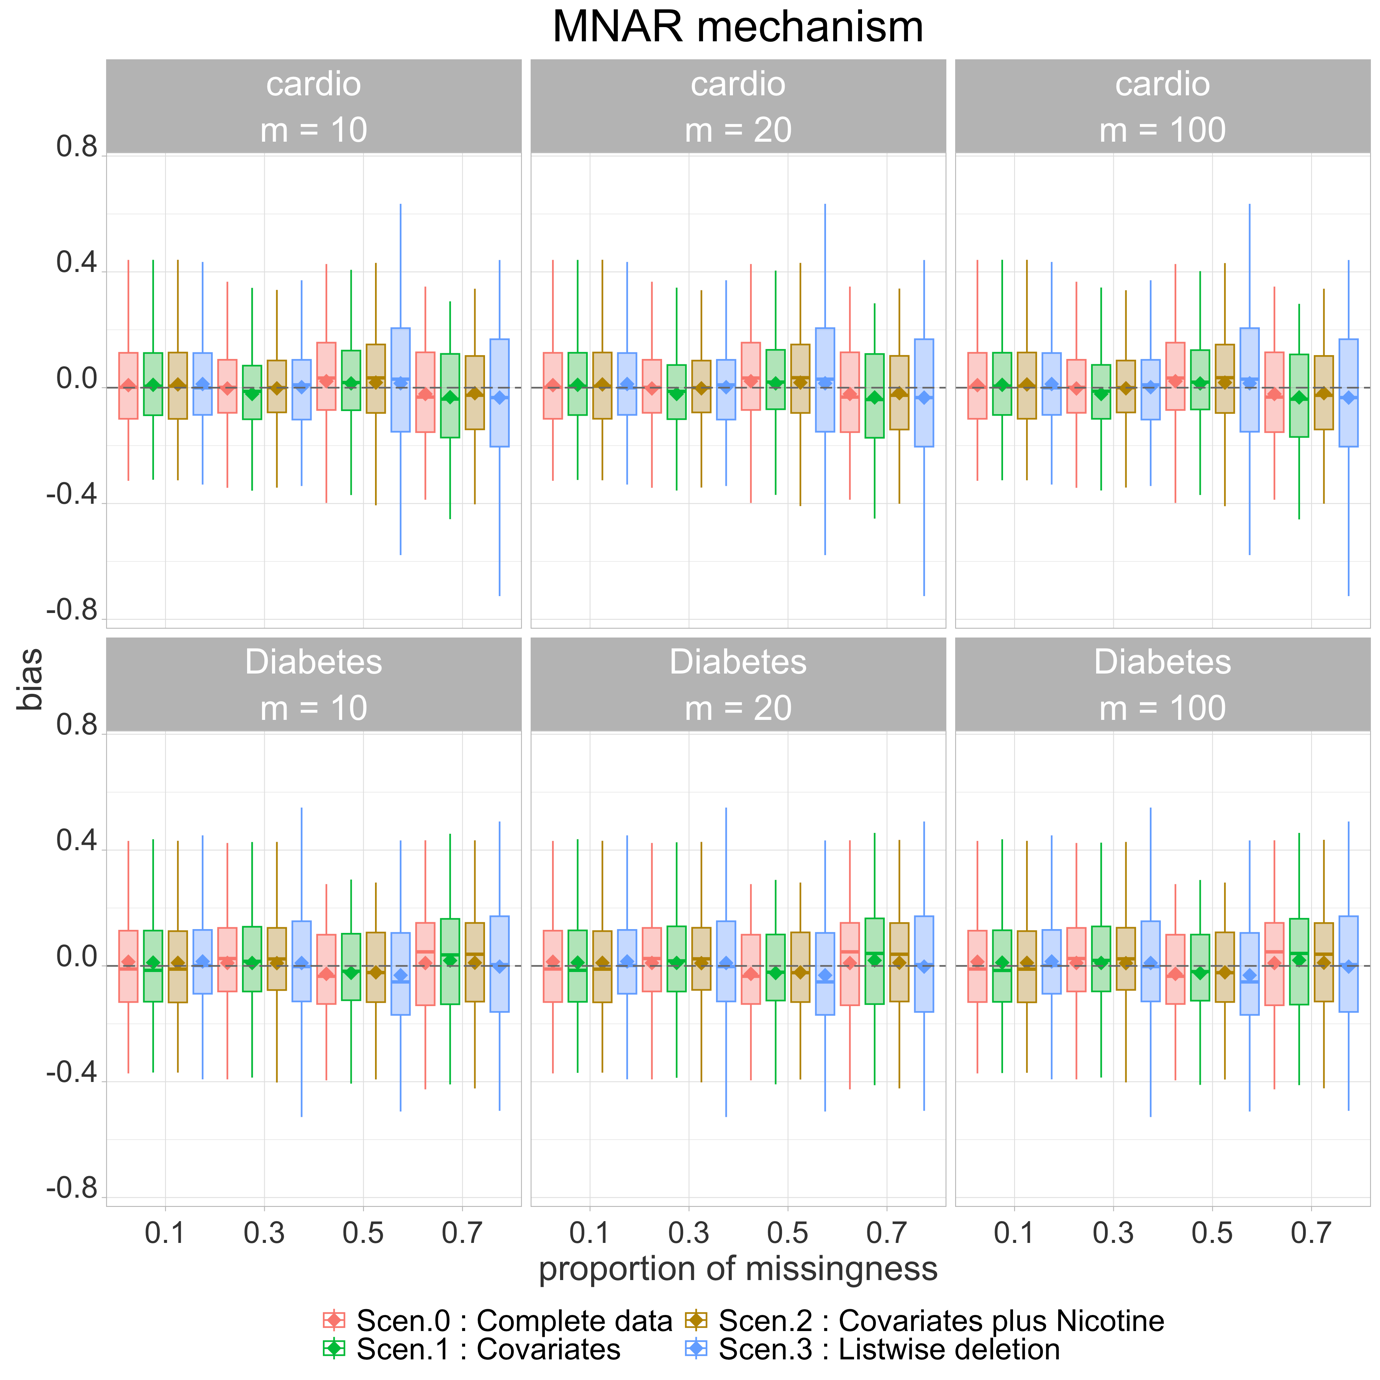 MNAR mechanism
cardio
m = 10
cardio
m = 20
cardio
m = 100
0.8
0.4
0.0
-0.4
-0.8
bias
Diabetes
m = 10
Diabetes
m = 20
Diabetes
m = 100
0.8
0.4
0.0
-0.4
-0.8
0.1 0.3 0.5 0.7
0.1 0.3 0.5 0.7
0.1 0.3 0.5 0.7
proportion of missingness
Scen.0 : Complete data
Scen.2 : Covariates plus Nicotine
Scen.1 : Covariates
Scen.3 : Listwise deletion